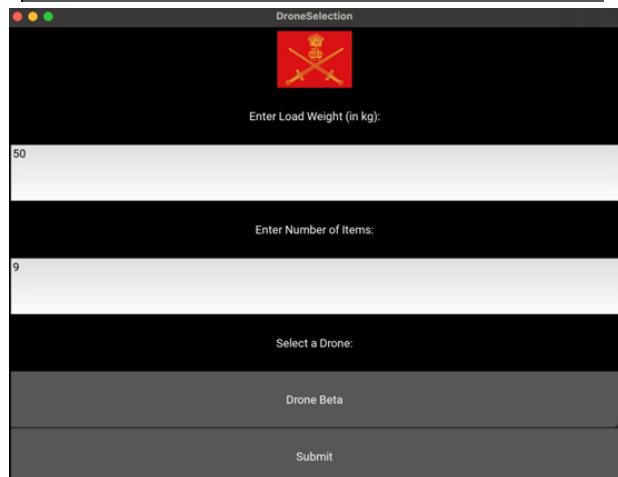 DroneSelection
Enter Load Weight (in kg):
50
Enter Number of Items:
9
Select a Drone:
Drone Beta
Submit